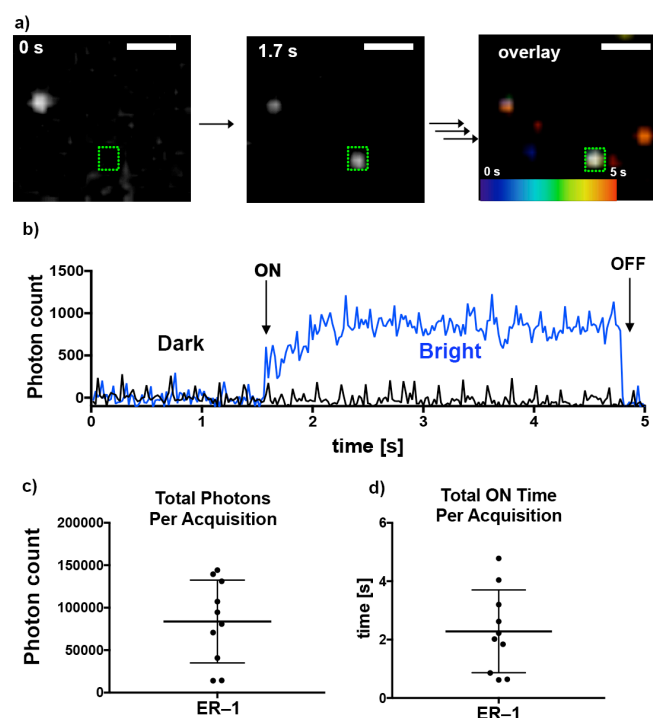 a)
0 s
1.7 s
overlay
0 s
5 s
b)
ON
OFF
Dark
Bright
Photon count
1500
1000
500
0
0
1
2
3
4
5
time [s]
c)
Total Photons
Per Acquisition
Photon count
200000
150000
100000
50000
0
ER–1
d)
Total ON Time
Per Acquisition
time [s]
6
4
2
0
ER–1